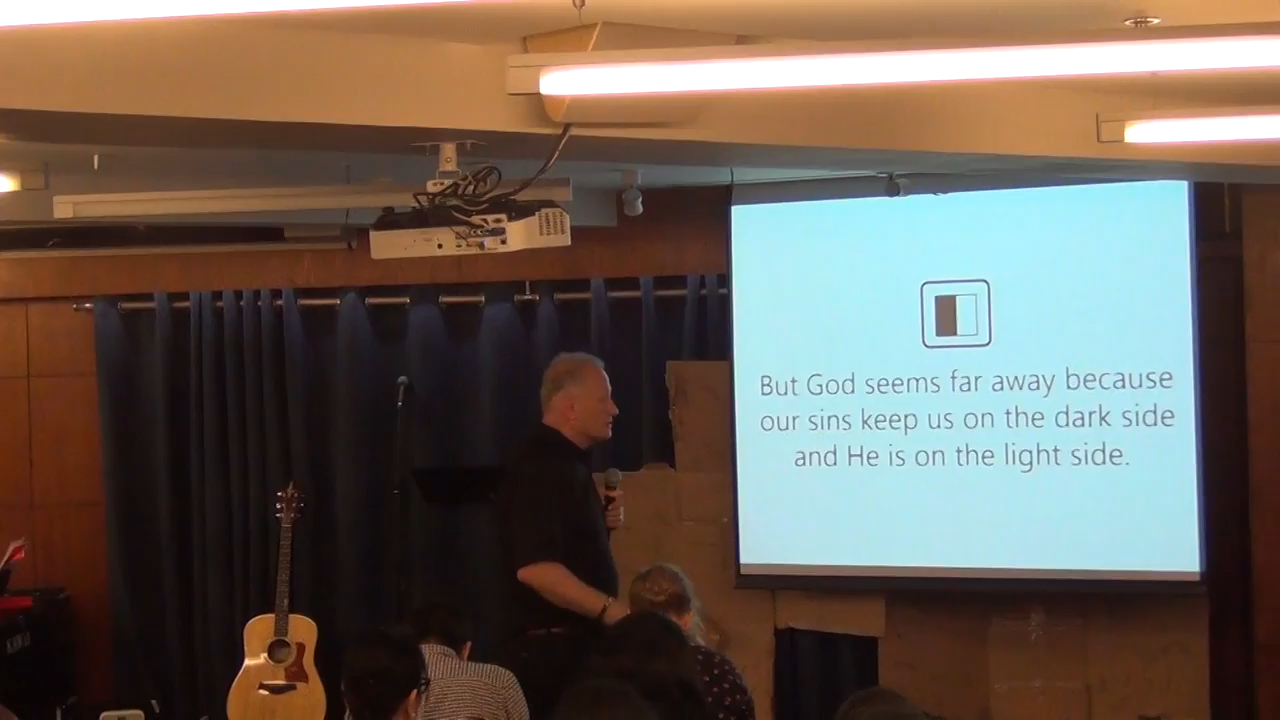 But God seems far away because
our sins keep us on the dark side
and He is on the light side.